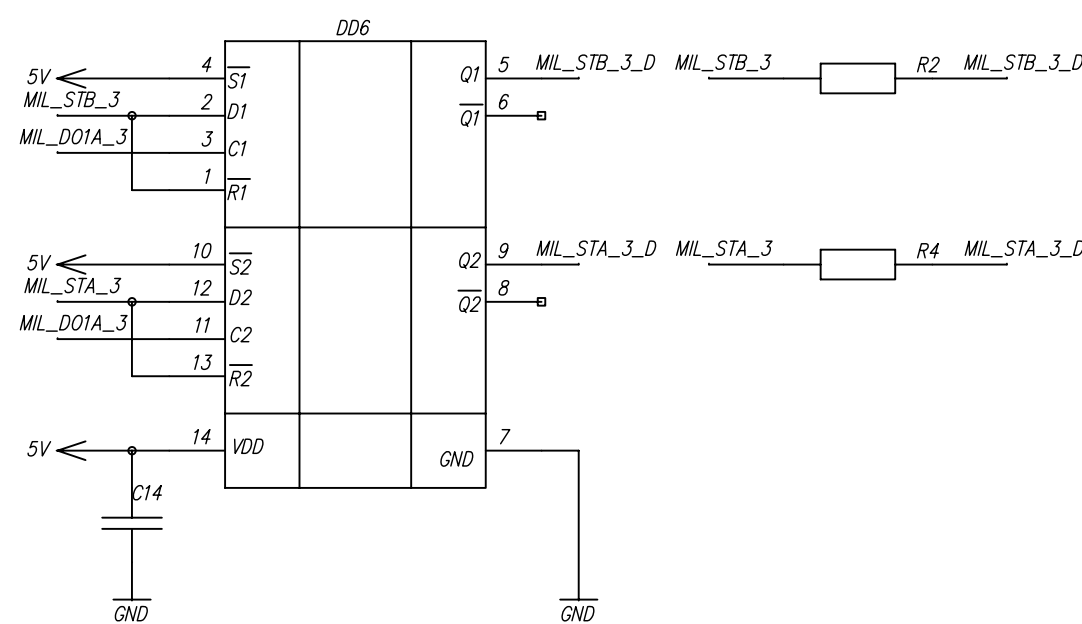 DD6
5V 4 S1 Q1 5 MIL_STB_3_D MIL_STB_3 R2 MIL_STB_3_D
MIL_STB_3 2 D1 Q1 6
MIL_D01A_3 3 C1
1 R1
5V 10 S2 Q2 9 MIL_STA_3_D MIL_STA_3 R4 MIL_STA_3_D
MIL_STA_3 12 D2 Q2 8
MIL_D01A_3 11 C2
13 R2
5V 14 VDD GND 7
C14
GND GND